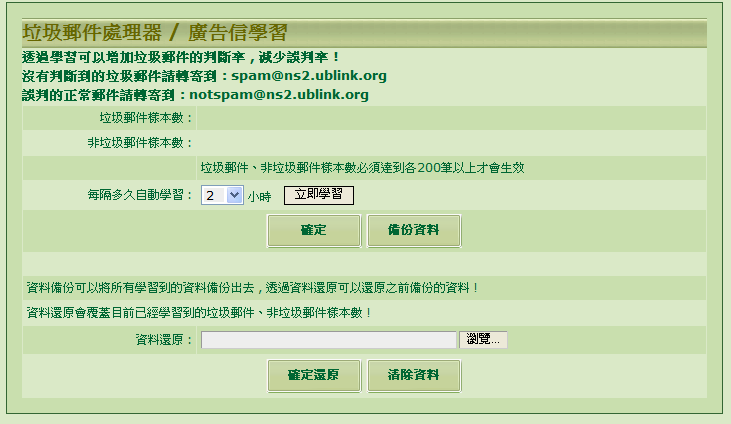 垃圾郵件處理器 / 廣告信學習
透過學習可以增加垃圾郵件的判斷率，減少誤判率！
沒有判斷到的垃圾郵件請轉寄到：spam@ns2.ublink.org
誤判的正常郵件請轉寄到：notspam@ns2.ublink.org
垃圾郵件樣本數：
非垃圾郵件樣本數：
垃圾郵件、非垃圾郵件樣本數必須達到各200筆以上才會生效
每隔多久自動學習： 2 小時 立即學習
確定 備份資料
資料備份可以將所有學習到的資料備份出去，透過資料還原可以還原之前備份的資料！
資料還原會覆蓋目前已經學習到的垃圾郵件、非垃圾郵件樣本數！
資料還原： 瀏覽...
確定還原 清除資料